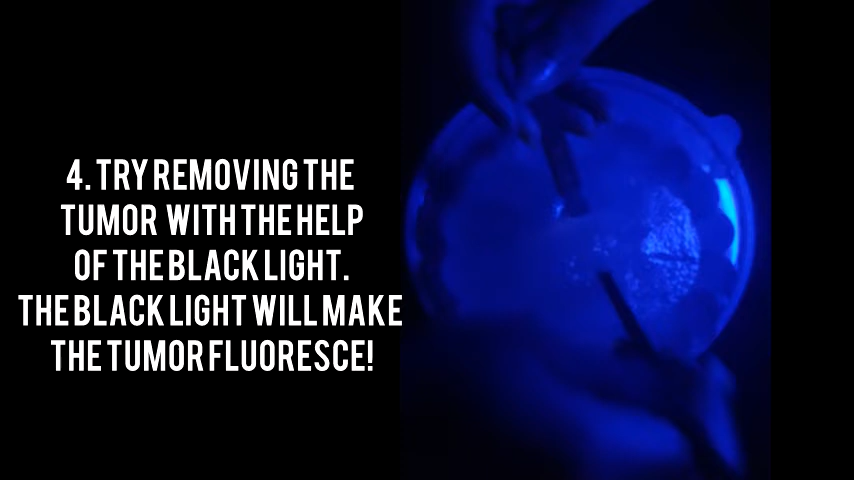 4. TRY REMOVING THE
TUMOR WITH THE HELP
OF THE BLACK LIGHT.
THE BLACK LIGHT WILL MAKE
THE TUMOR FLUORESCE!